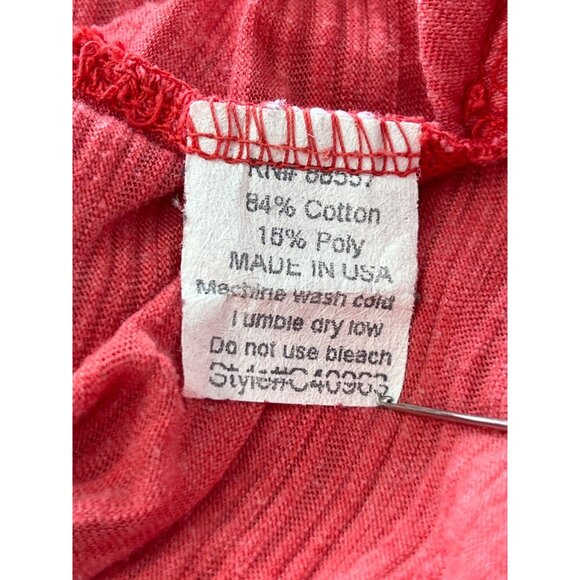 RN# 88537
84% Cotton
16% Poly
MADE IN USA
Machine wash cold
Tumble dry low
Do not use bleach
Style#C40963